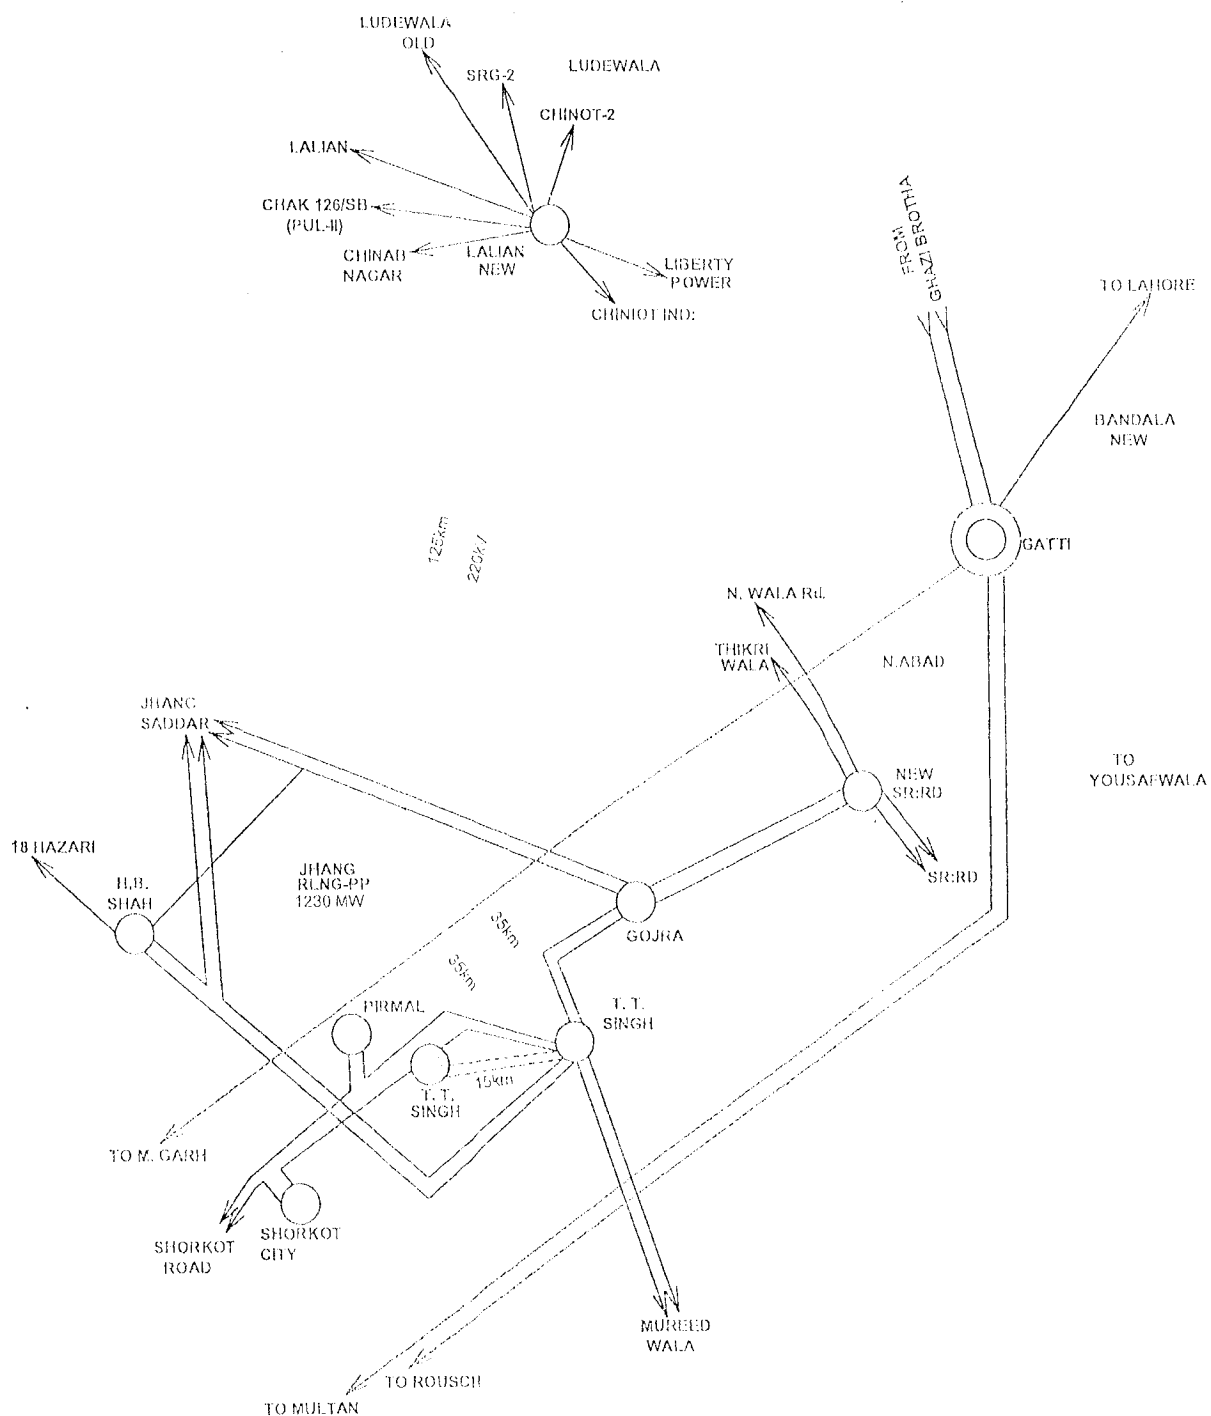 LUDEWALA
OLD
SRG-2
LUDEWALA
CHINOT-2
LALIAN
CHAK 126/SB
(PUL-II)
CHINAB
NAGAR
LALIAN
NEW
LIBERTY
POWER
CHINIOT IND:
FROM
GHAZI BROTHA
TO LAHORE
BANDALA
NEW
GATTI
125km
220kV
N. WALA Rd.
THIKRI
WALA
N.ABAD
JHANG
SADDAR
TO
YOUSAFWALA
NEW
SR:RD
SR:RD
18 HAZARI
H.B.
SHAH
JHANG
RLNG-PP
1230 MW
GOJRA
35km
35km
PIRMAL
T. T.
SINGH
15km
T. T.
SINGH
TO M. GARH
SHORKOT
ROAD
SHORKOT
CITY
MUREED
WALA
TO ROUSCH
TO MULTAN